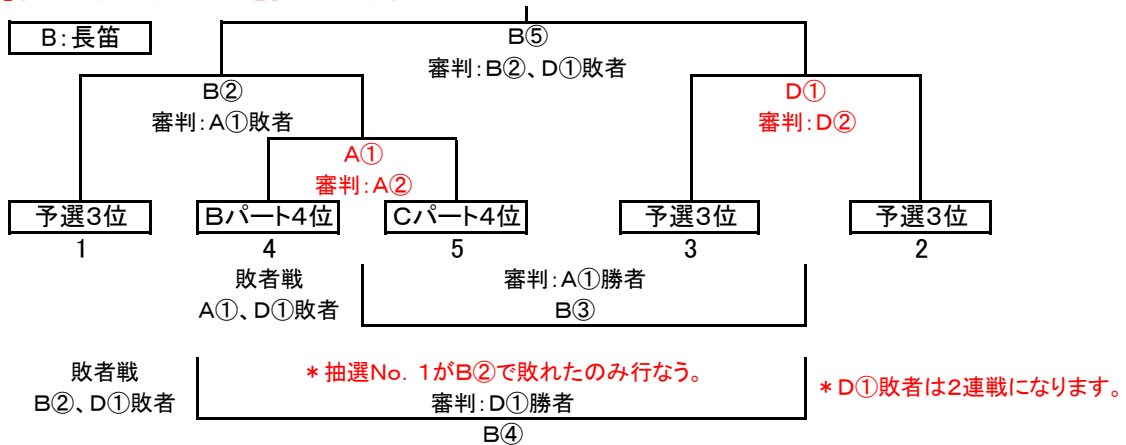 B:長笛
B⑤
審判:B②、D①敗者
B②
審判:A①敗者
D①
審判:D②
A①
審判:A②
予選3位
Bパート4位
Cパート4位
予選3位
予選3位
1
4
5
3
2
敗者戦
A①、D①敗者
審判:A①勝者
B③
敗者戦
B②、D①敗者
*抽選No.1がB②で敗れたのみ行なう。
審判:D①勝者
*D①敗者は2連戦になります。
B④